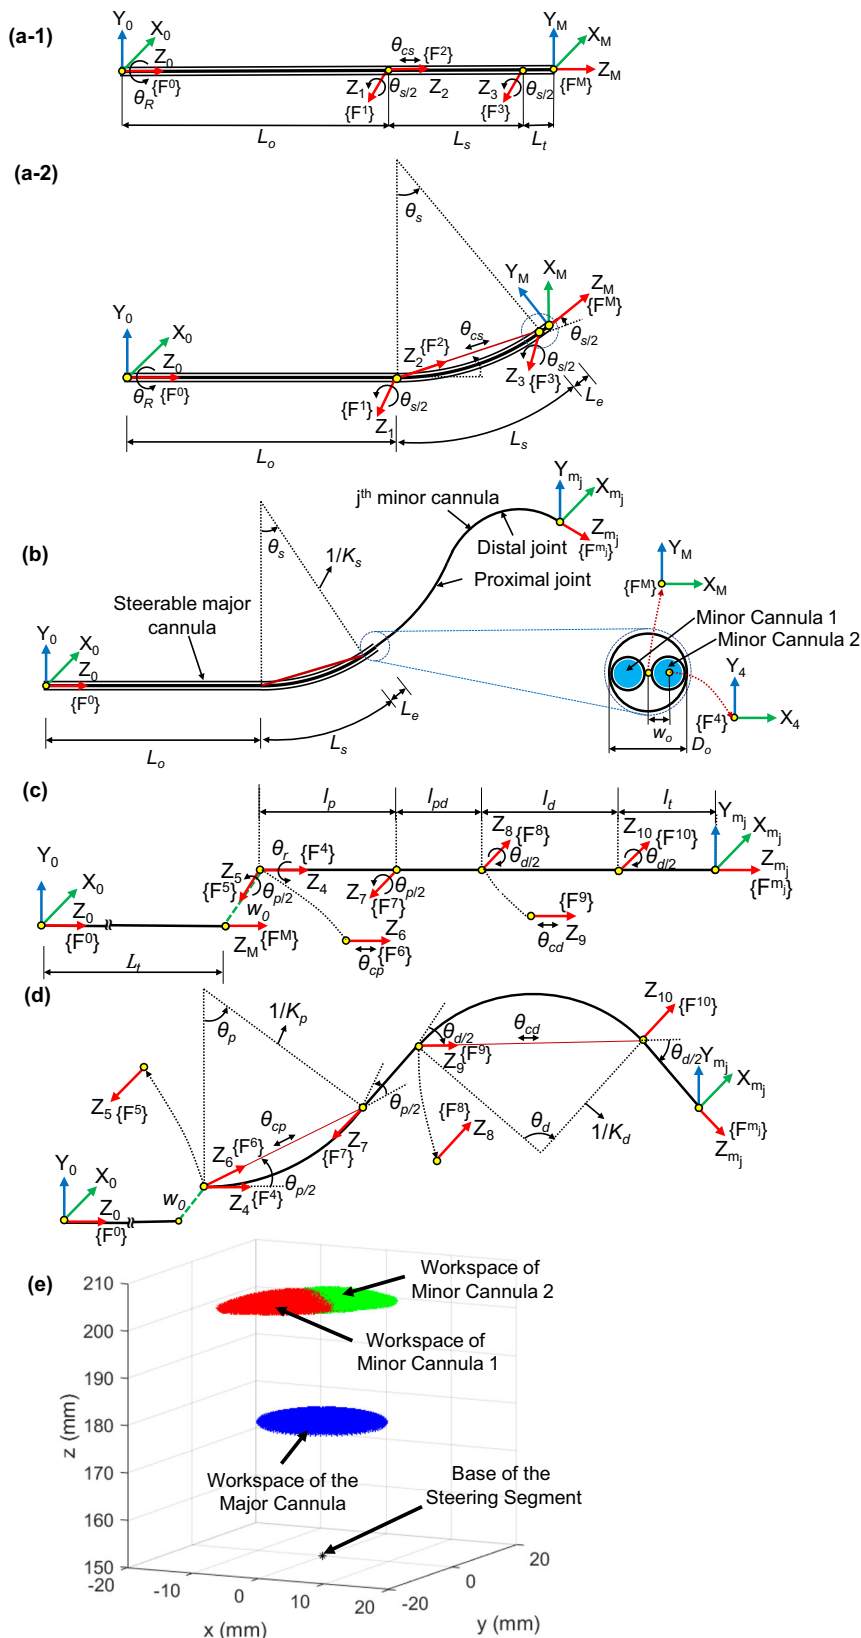 (a-1)
Y0 X0 Z0 {F0} θR
θcs {F2} Z1 {F1} θs/2 Z2 Z3 {F3} θs/2
YM XM ZM {FM}
Lo Ls Lt
(a-2)
θs
YM XM ZM {FM} θs/2
Y0 X0 Z0 {F0} θR
Z2 {F2} θcs Z3 {F3} θs/2
{F1} Z1 θs/2
Lo Ls Le
(b)
jth minor cannula
Distal joint
Proximal joint
Ymj Xmj Zmj {Fmj}
θs 1/Ks
Steerable major
cannula
Y0 X0 Z0 {F0}
Lo Ls Le
YM {FM} XM
Minor Cannula 1
Minor Cannula 2
Y4 {F4} X4
wo
Do
(c)
lp lpd ld lt
Y0 X0 Z0 {F0}
Z5 {F5} θp/2 θr {F4} Z4
w0
ZM {FM}
Z7 {F7} θp/2
Z6 {F6} θcp
Z8 {F8} θd/2
{F9} Z9 θcd
Z10 {F10} θd/2
Ymj Xmj Zmj {Fmj}
Lt
(d)
θp 1/Kp
Z5 {F5}
Y0 X0 Z0 {F0}
w0
θcp Z6 {F6} Z4 {F4} θp/2
Z7 {F7} θp/2
θd/2 Z9 {F9} θcd
{F8} Z8
θd 1/Kd
Z10 {F10} θd/2
Ymj Xmj {Fmj} Zmj
(e)
Workspace of
Minor Cannula 2
Workspace of
Minor Cannula 1
Workspace of the
Major Cannula
Base of the
Steering Segment
z (mm)
210
200
190
180
170
160
150
-20 -10 0 10 20
x (mm)
-20 0 20
y (mm)